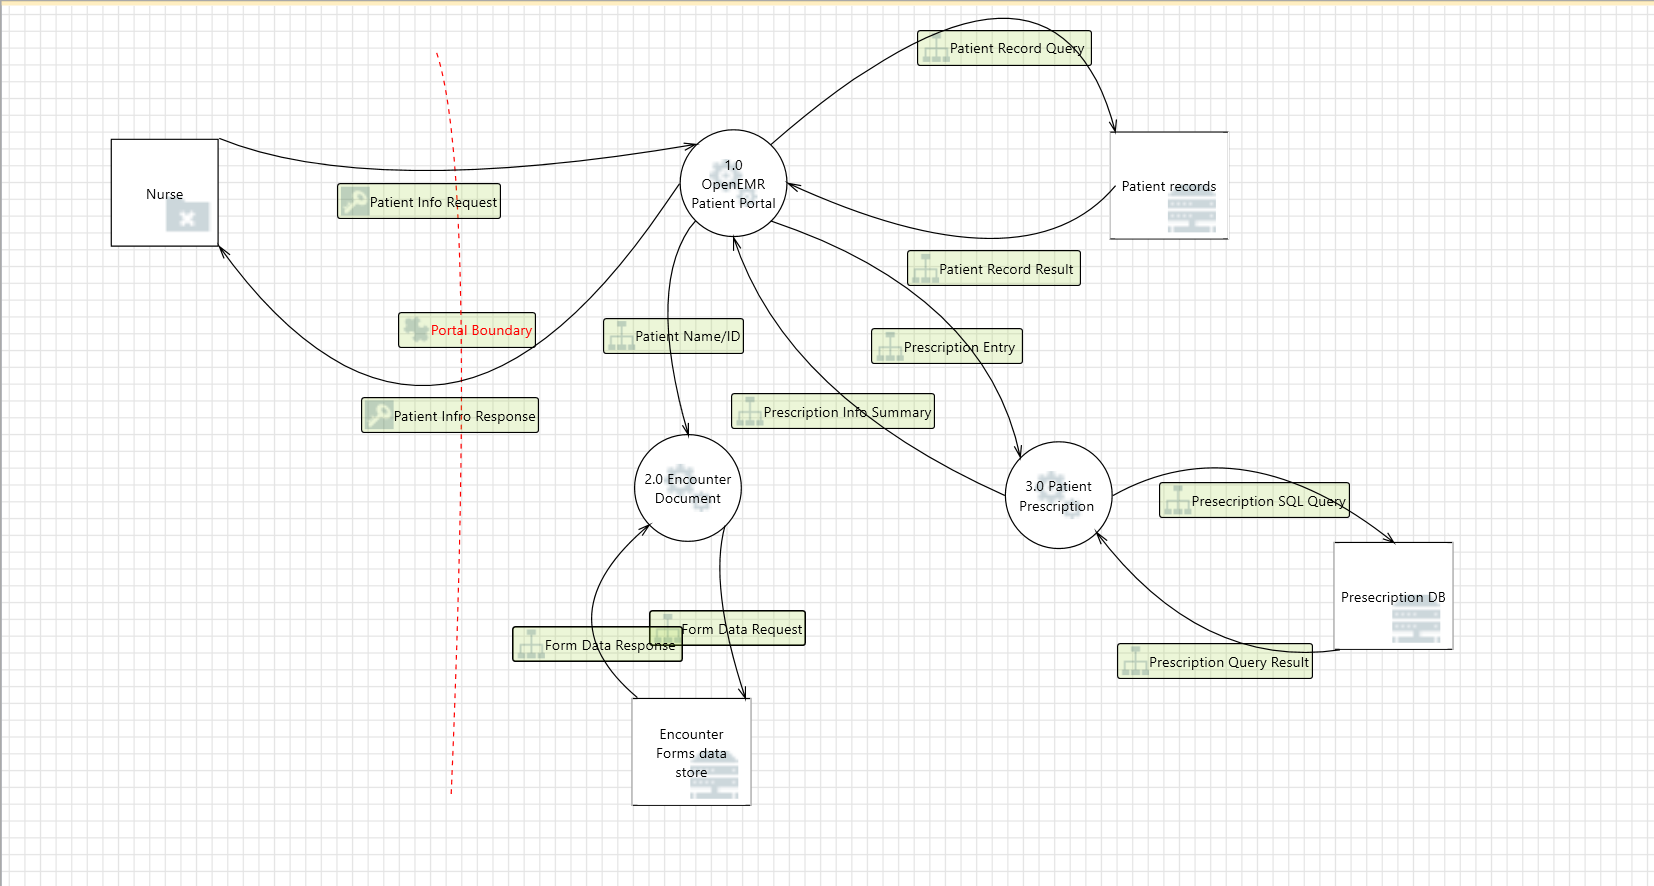 Patient Record Query
Nurse
1.0
OpenEMR
Patient Portal
Patient records
Patient Info Request
Patient Record Result
Portal Boundary
Patient Name/ID
Prescription Entry
Patient Infro Response
Prescription Info Summary
2.0 Encounter
Document
3.0 Patient
Prescription
Presecription SQL Query
Presecription DB
Form Data Request
Form Data Response
Prescription Query Result
Encounter
Forms data
store